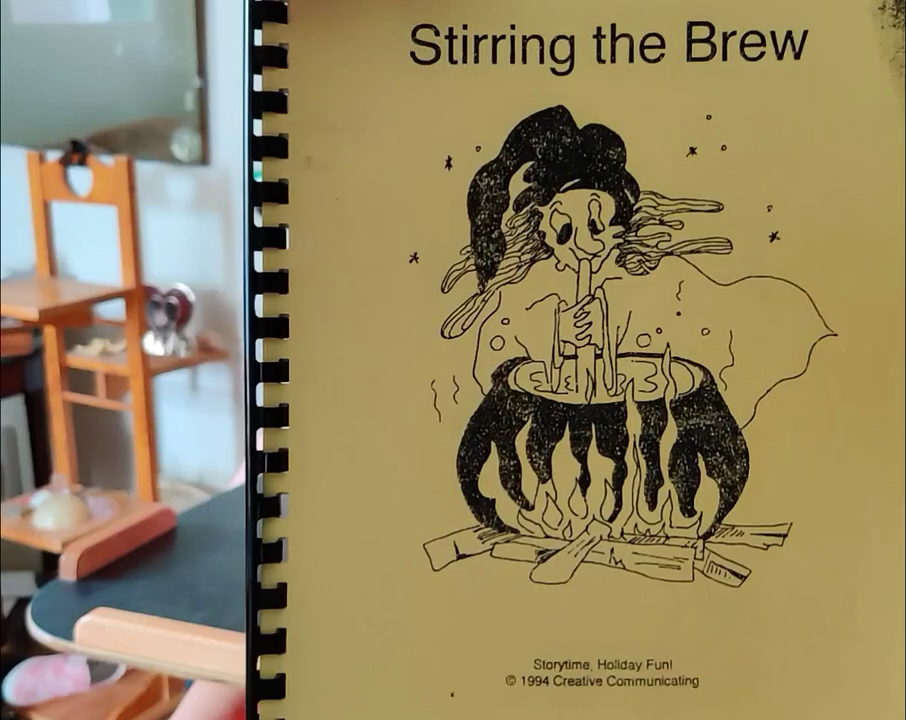 Stirring the Brew
Storytime, Holiday Fun!
© 1994 Creative Communicating